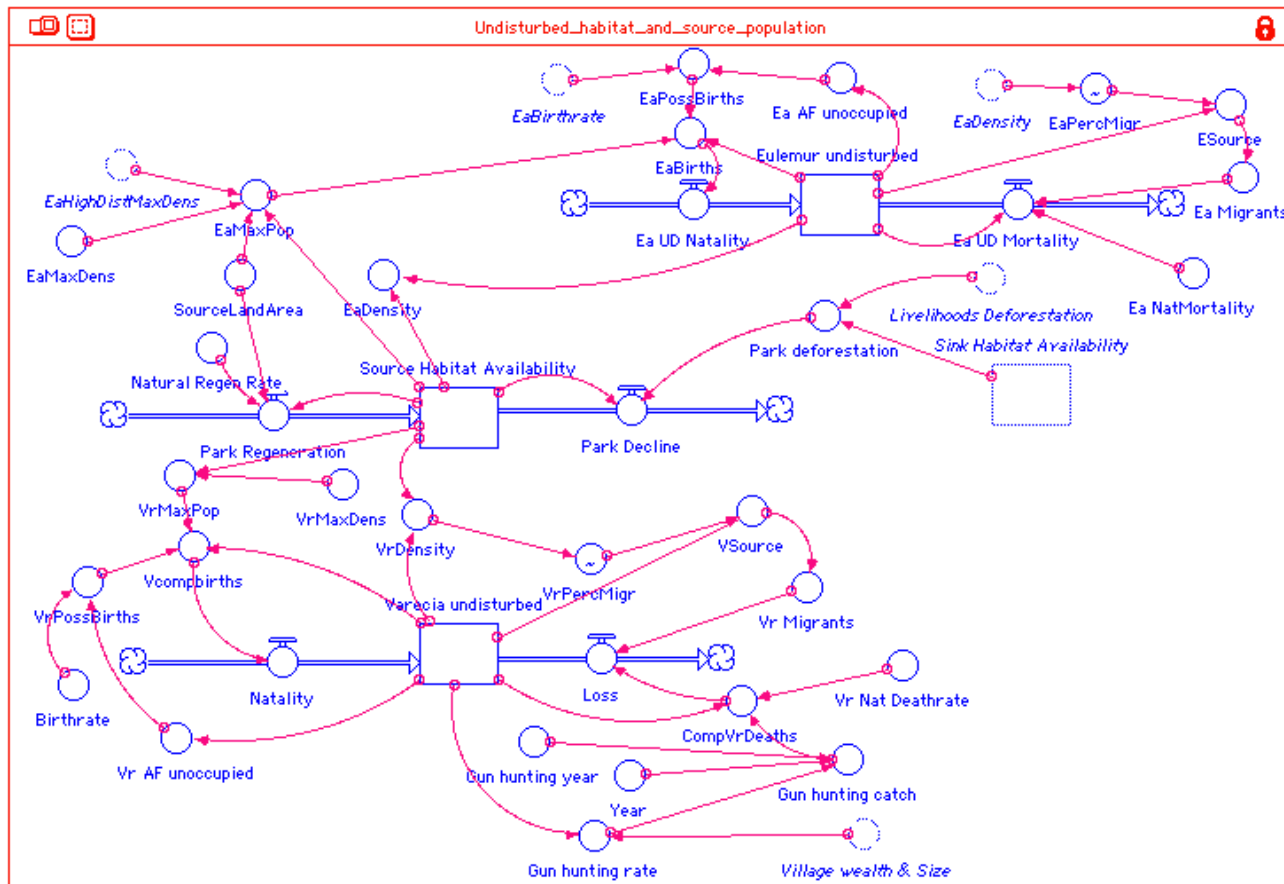 Undisturbed_habitat_and_source_population
EaBirthrate
EaPossBirths
Ea AF unoccupied
EaDensity
EaPercMigr
ESource
EaBirths
Eulemur undisturbed
EaHighDist#MaxDens
EaMaxPop
Ea UD Natality
Ea UD Mortality
Ea Migrants
EaMaxDens
SourceLandArea
EaDensity
Livelihoods Deforestation
Ea NatMortality
Natural Regen Rate
Source Habitat Availability
Park deforestation
Sink Habitat Availability
Park Regeneration
Park Decline
VrMaxPop
VrMaxDens
VrDensity
VSource
Vcompbirths
VrPercMigr
VrPossBirths
Varecia undisturbed
Vr Migrants
Birthrate
Natality
Loss
Vr Nat Deathrate
CompVrDeaths
Vr AF unoccupied
Gun hunting year
Year
Gun hunting catch
Gun hunting rate
Village wealth & Size